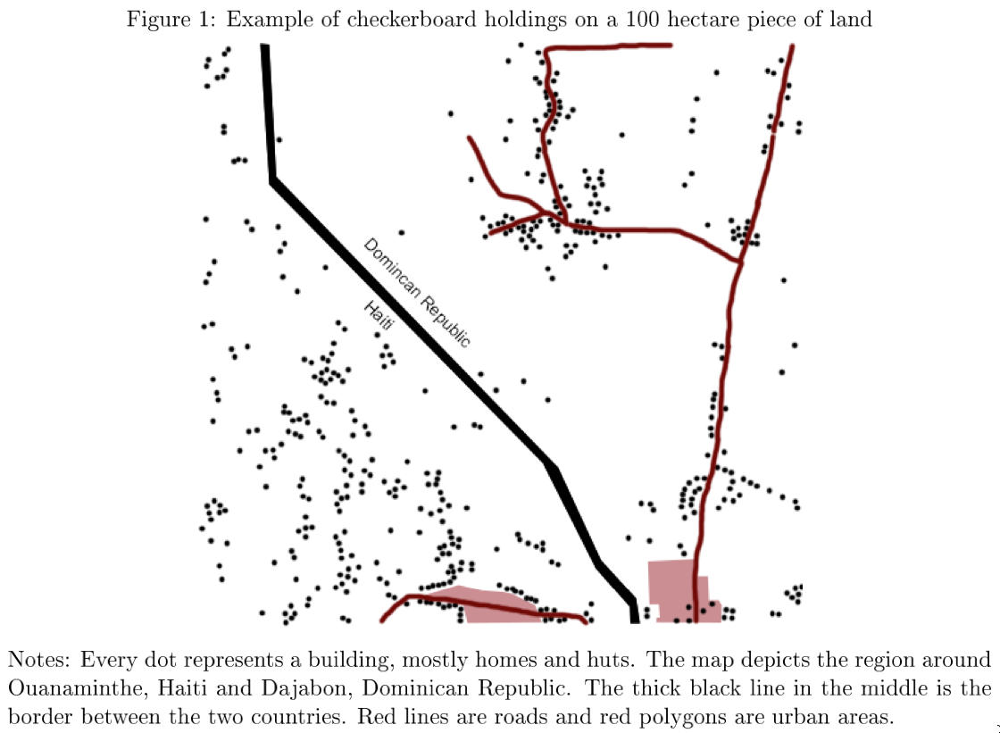 Figure 1: Example of checkerboard holdings on a 100 hectare piece of land
Domincan Republic
Haiti
Notes: Every dot represents a building, mostly homes and huts. The map depicts the region around
Ouanaminthe, Haiti and Dajabon, Dominican Republic. The thick black line in the middle is the
border between the two countries. Red lines are roads and red polygons are urban areas.